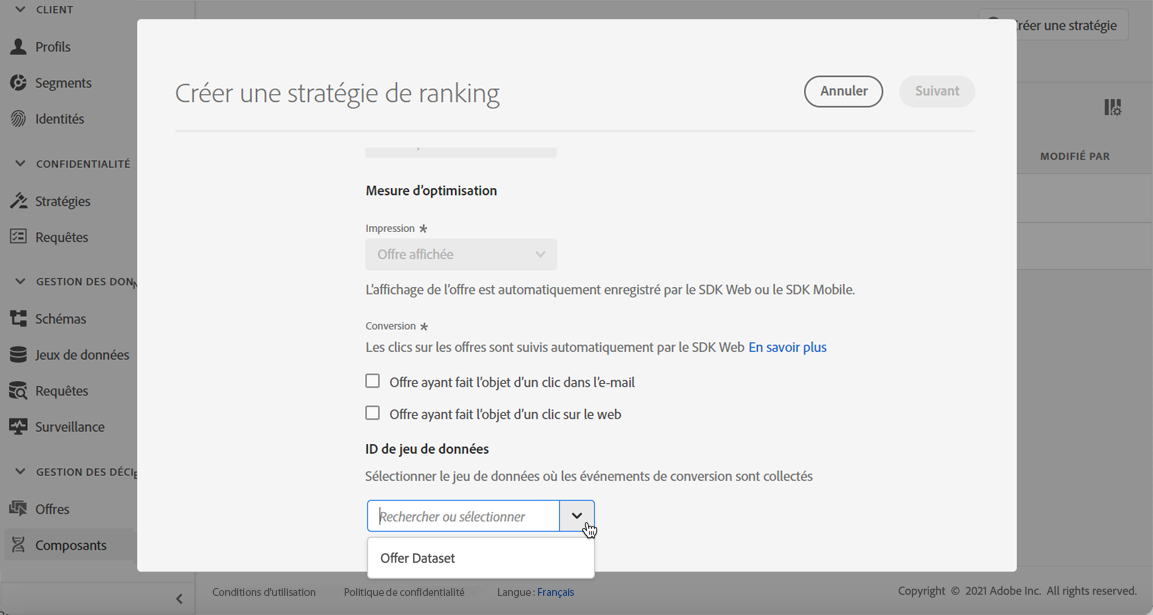 CLIENT
Profils
Segments
Identités
CONFIDENTIALITÉ
Stratégies
Requêtes
GESTION DES DON
Schémas
Jeux de données
Requêtes
Surveillance
GESTION DES DÉCI
Offres
Composants
réer une stratégie
MODIFIÉ PAR
Créer une stratégie de ranking
Annuler
Suivant
Mesure d'optimisation
Impression *
Offre affichée
L'affichage de l'offre est automatiquement enregistré par le SDK Web ou le SDK Mobile.
Conversion *
Les clics sur les offres sont suivis automatiquement par le SDK Web En savoir plus
Offre ayant fait l'objet d'un clic dans l'e-mail
Offre ayant fait l'objet d'un clic sur le web
ID de jeu de données
Sélectionner le jeu de données où les événements de conversion sont collectés
Rechercher ou sélectionner
Offer Dataset
Conditions d'utilisation
Politique de confidentialité
Langue : Français
Copyright © 2021 Adobe Inc. All rights reserved.